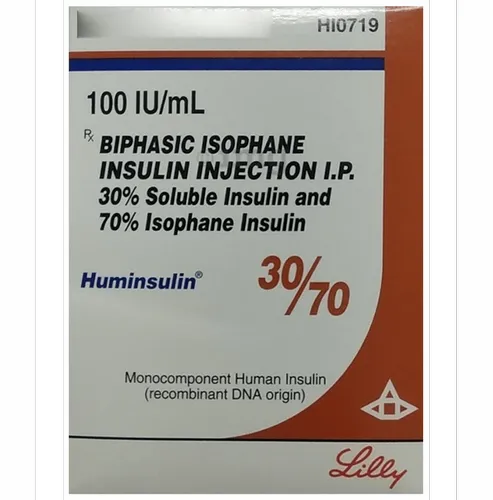 HI0719
100 IU/mL
Rx BIPHASIC ISOPHANE
INSULIN INJECTION I.P.
30% Soluble Insulin and
70% Isophane Insulin
Huminsulin® 30/70
Monocomponent Human Insulin
(recombinant DNA origin)
Lilly